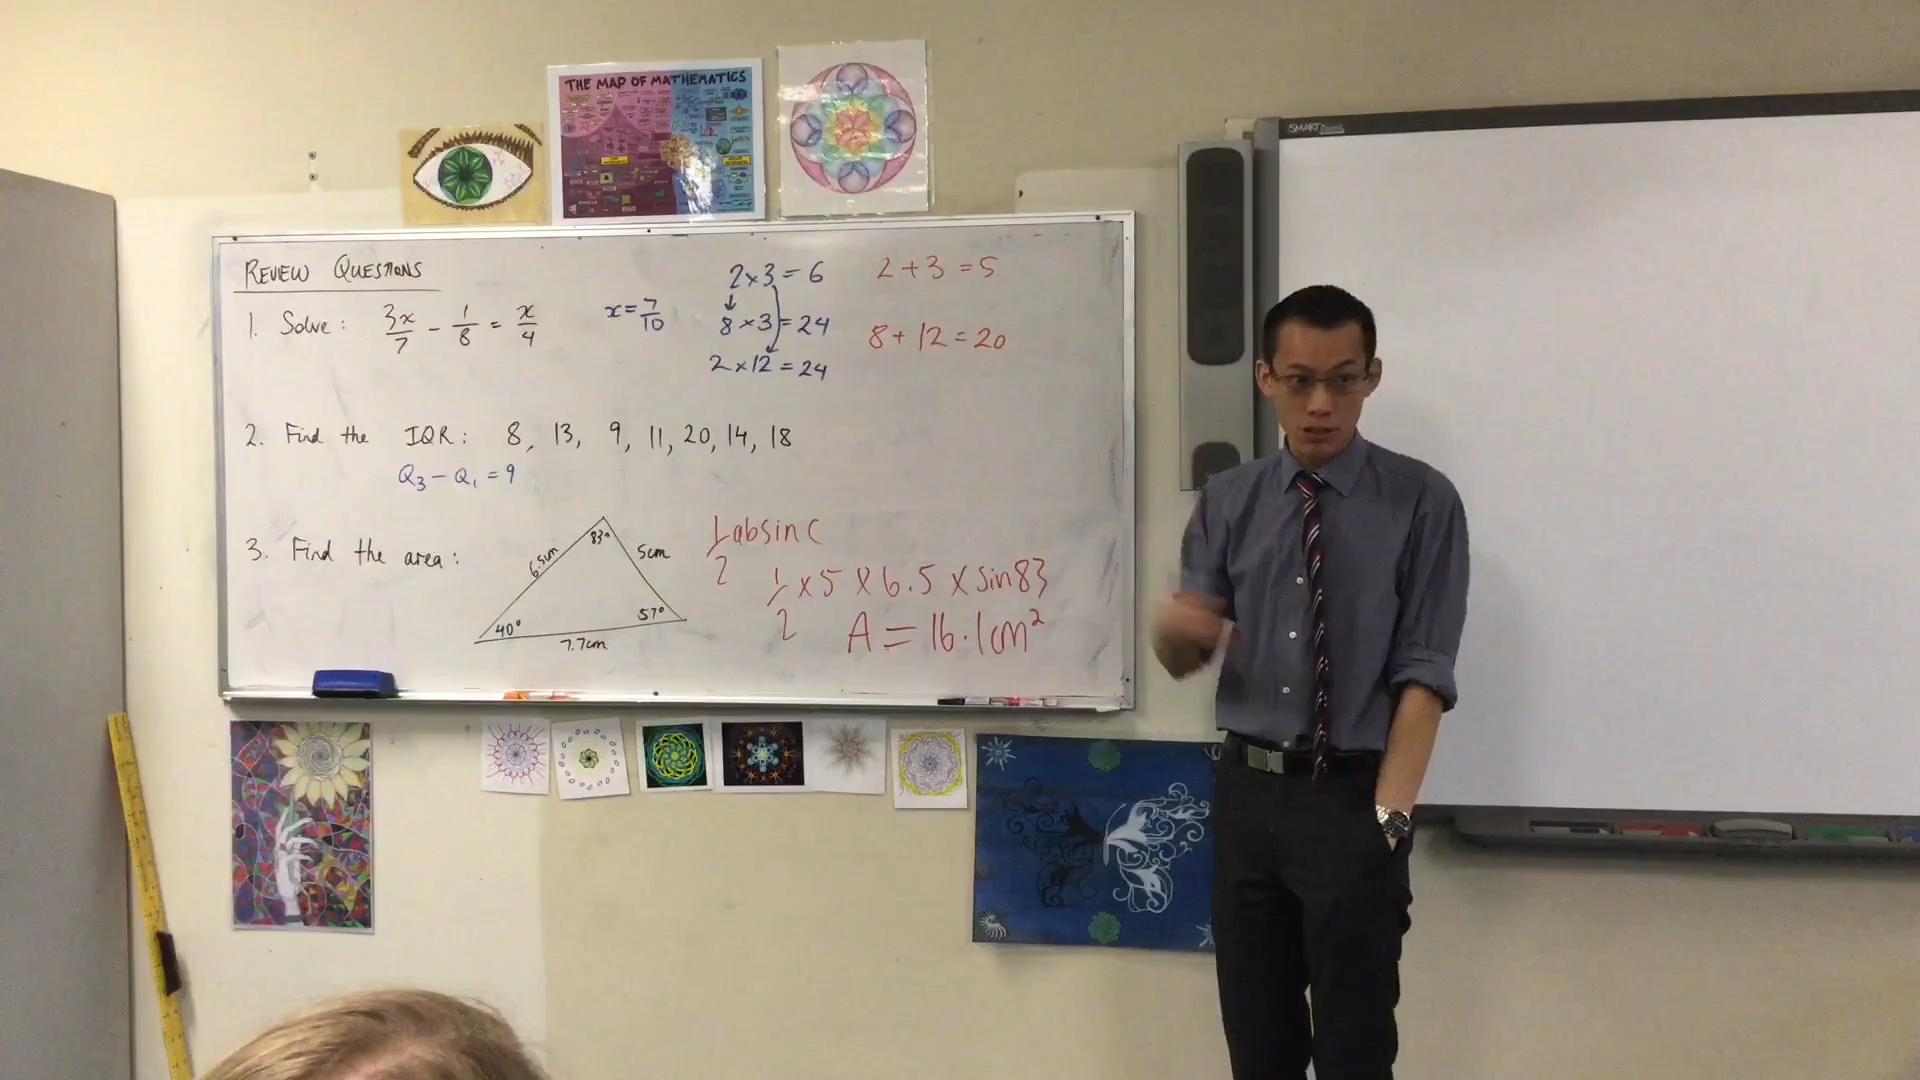 THE MAP OF MATHEMATICS
SMART
REVIEW QUESTIONS
1. Solve: 3x/7 - 1/8 = x/4
x = 7/10
2×3 = 6
8×3 = 24
2×12 = 24
2+3 = 5
8+12 = 20
2. Find the IQR: 8, 13, 9, 11, 20, 14, 18
Q₃ - Q₁ = 9
3. Find the area:
83°
6.5cm
5cm
40°
57°
7.7cm
1/2 absin C
1/2 × 5 × 6.5 × sin83
A = 16.1cm²